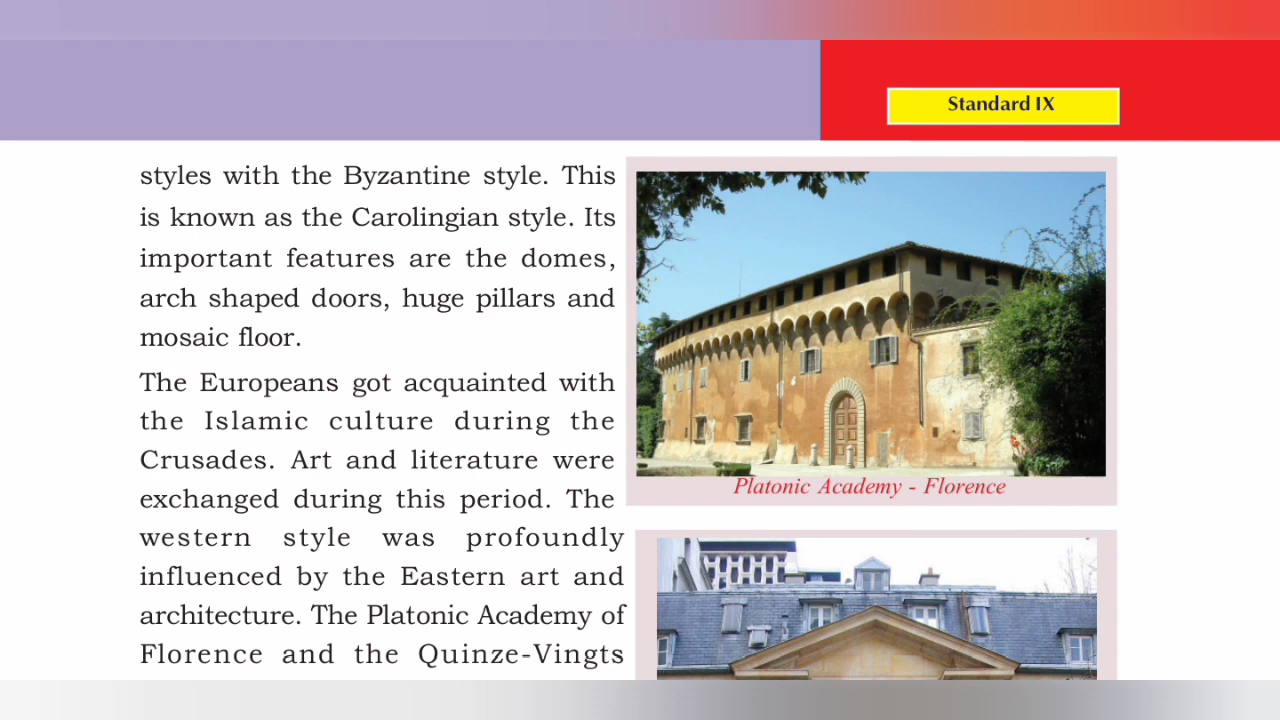 Standard IX
styles with the Byzantine style. This
is known as the Carolingian style. Its
important features are the domes,
arch shaped doors, huge pillars and
mosaic floor.
The Europeans got acquainted with
the Islamic culture during the
Crusades. Art and literature were
exchanged during this period. The
western style was profoundly
influenced by the Eastern art and
architecture. The Platonic Academy of
Florence and the Quinze-Vingts
Platonic Academy - Florence